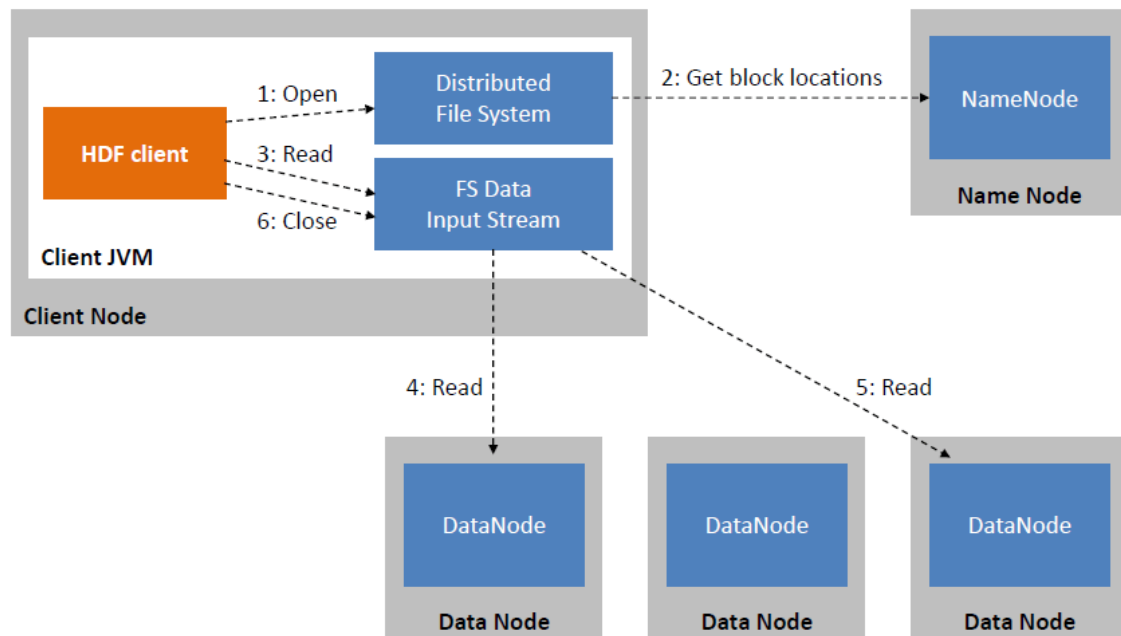 1: Open
Distributed
File System
2: Get block locations
NameNode
HDF client
3: Read
FS Data
Input Stream
6: Close
Name Node
Client JVM
Client Node
4: Read
5: Read
DataNode
DataNode
DataNode
Data Node
Data Node
Data Node